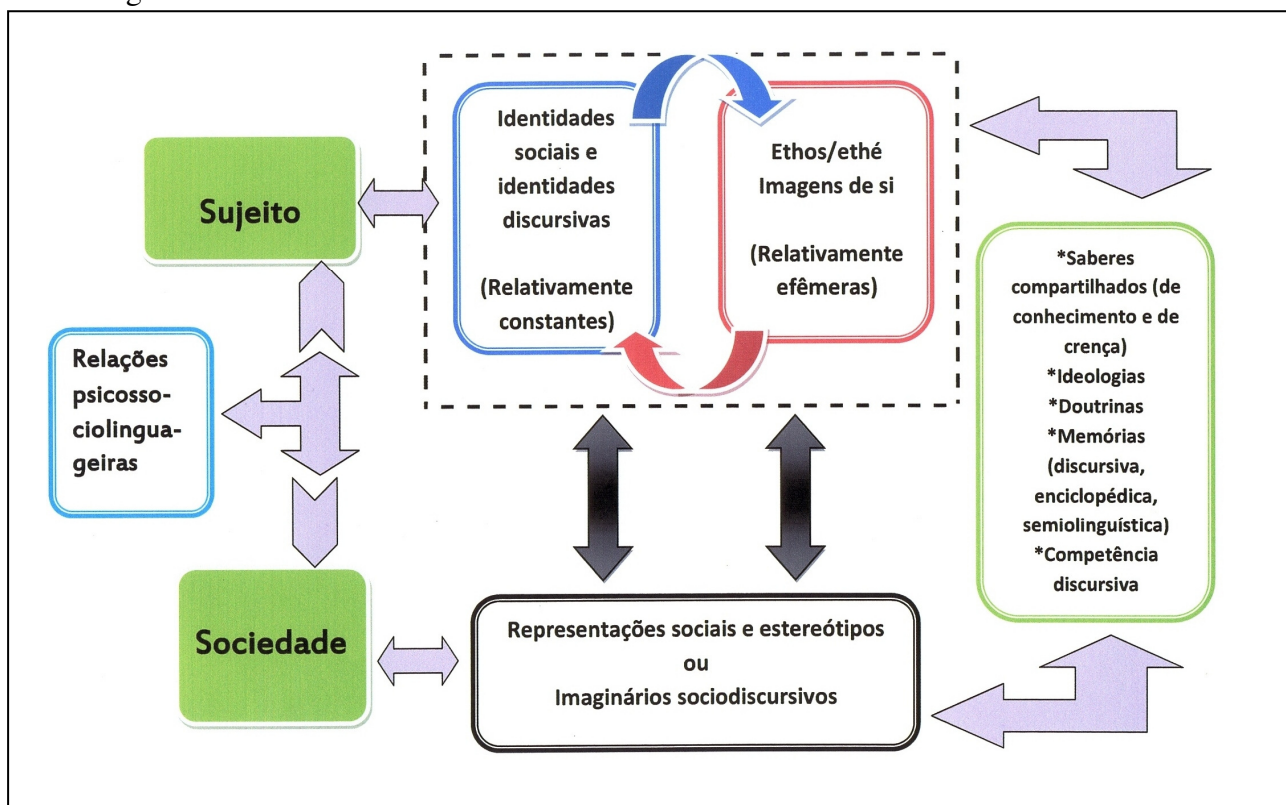 Sujeito
Identidades
sociais e
identidades
discursivas
(Relativamente
constantes)
Ethos/ethé
Imagens de si
(Relativamente
efêmeras)
*Saberes
compartilhados (de
conhecimento e de
crença)
*Ideologias
*Doutrinas
*Memórias
(discursiva,
enciclopédica,
semiolinguística)
*Competência
discursiva
Relações
psicosso-
ciolingua-
geiras
Sociedade
Representações sociais e estereótipos
ou
Imaginários sociodiscursivos